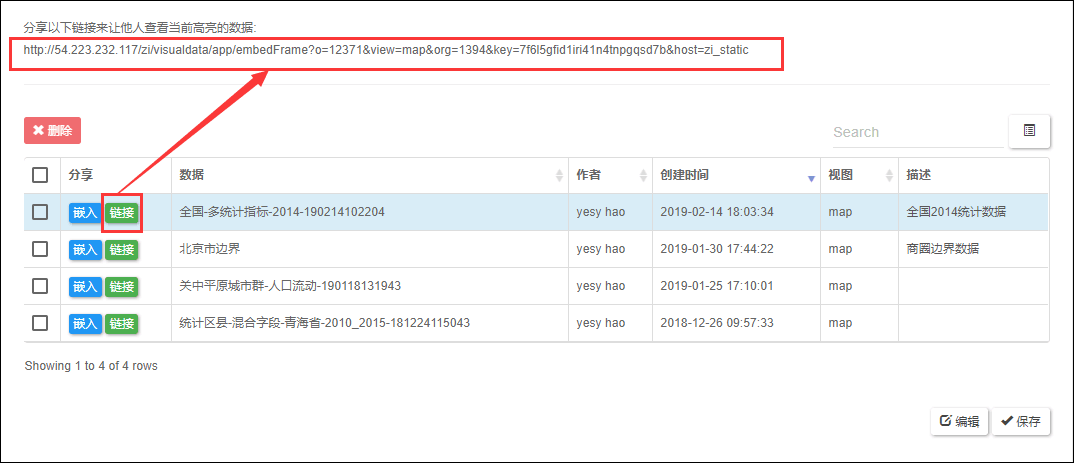 分享以下链接来让他人查看当前高亮的数据:
http://54.223.232.117/zi/visualdata/app/embedFrame?o=12371&view=map&org=1394&key=7f6l5gfid1iri41n4tnpgqsd7b&host=zi_static
删除
Search
分享 数据 作者 创建时间 视图 描述
嵌入 链接 全国-多统计指标-2014-190214102204 yesy hao 2019-02-14 18:03:34 map 全国2014统计数据
嵌入 链接 北京市边界 yesy hao 2019-01-30 17:44:22 map 商圈边界数据
嵌入 链接 关中平原城市群-人口流动-190118131943 yesy hao 2019-01-25 17:10:01 map
嵌入 链接 统计区县-混合字段-青海省-2010_2015-181224115043 yesy hao 2018-12-26 09:57:33 map
Showing 1 to 4 of 4 rows
编辑 保存